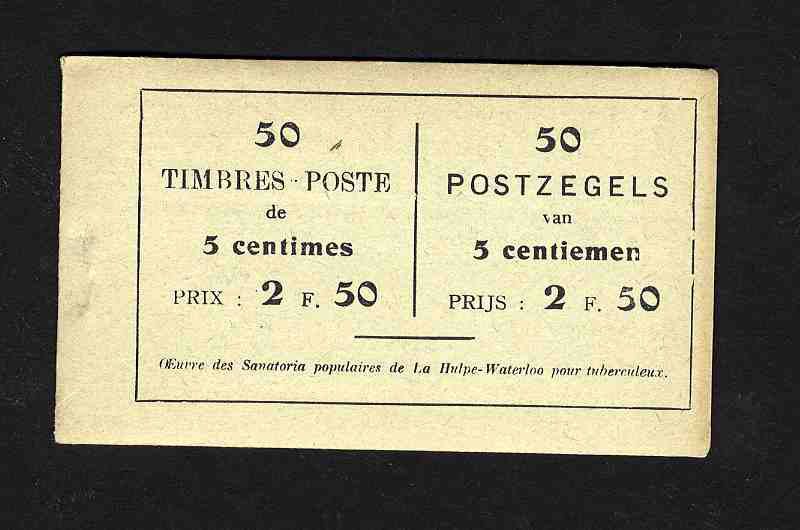 50
TIMBRES-POSTE
de
5 centimes
PRIX : 2 F. 50
50
POSTZEGELS
van
5 centiemen
PRIJS : 2 F. 50
Œuvre des Sanatoria populaires de La Hulpe-Waterloo pour tuberculeux.